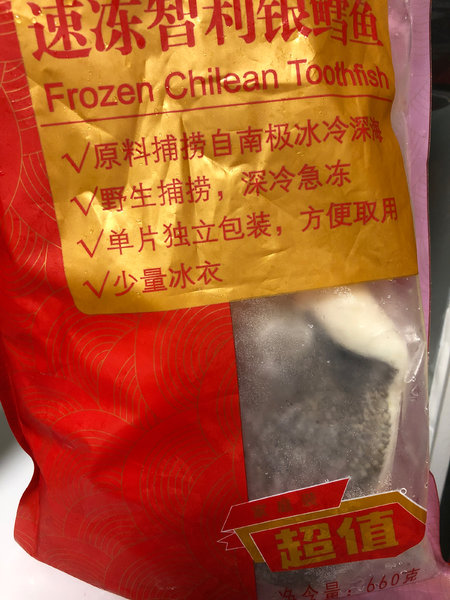 速冻智利银鳕鱼
Frozen Chilean Toothfish
√原料捕捞自南极冰冷深海
√野生捕捞，深冷急冻
√单片独立包装，方便取用
√少量冰衣
超值
净含量：660克